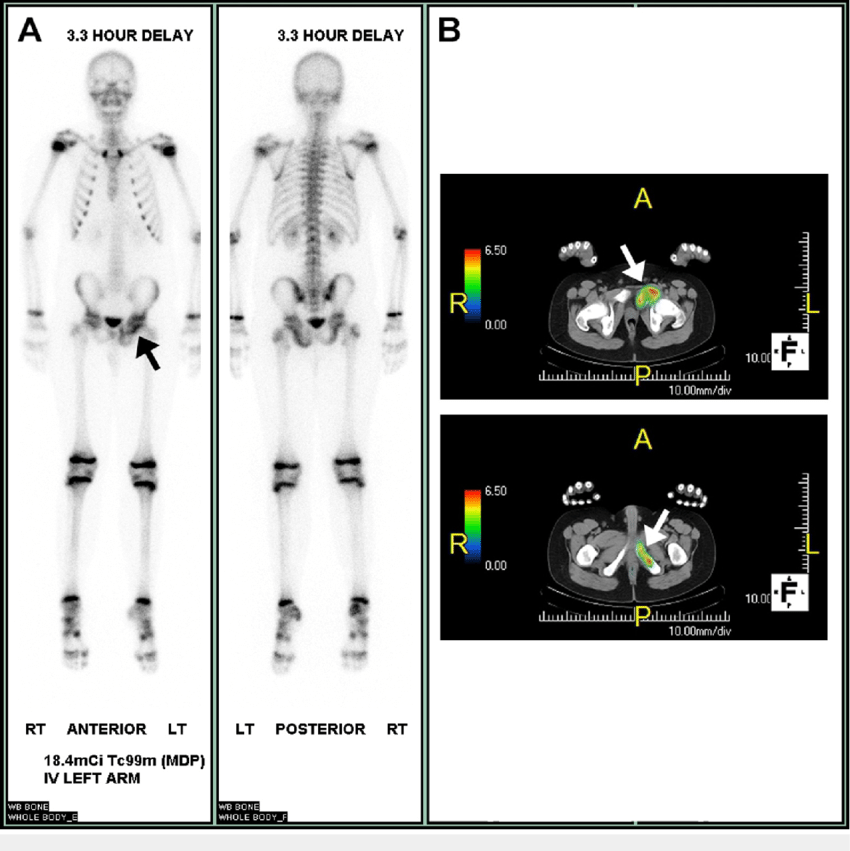 A
3.3 HOUR DELAY
3.3 HOUR DELAY
RT ANTERIOR LT
LT POSTERIOR RT
18.4mCi Tc99m (MDP)
IV LEFT ARM
WB BONE
WHOLE BODY_E
WB BONE
WHOLE BODY_F
B
A
6.50
0.00
R
L
F
10.00
P
10.00mm/div
A
6.50
0.00
R
L
F
10.00
P
10.00mm/div